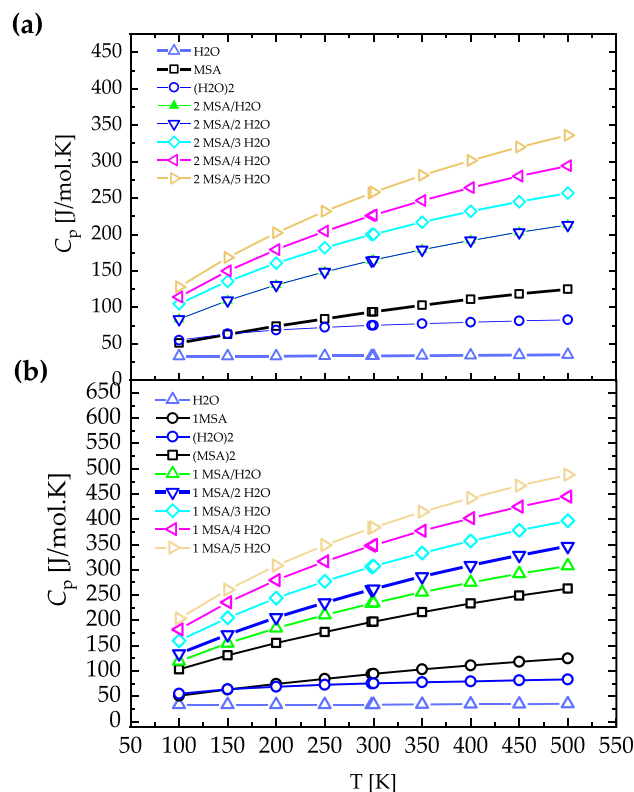 (a)
450
400
350
300
250
200
150
100
50
0
Cp [J/mol.K]
H2O
MSA
(H2O)2
2 MSA/H2O
2 MSA/2 H2O
2 MSA/3 H2O
2 MSA/4 H2O
2 MSA/5 H2O
(b)
650
600
550
500
450
400
350
300
250
200
150
100
50
0
Cp [J/mol.K]
H2O
1MSA
(H2O)2
(MSA)2
1 MSA/H2O
1 MSA/2 H2O
1 MSA/3 H2O
1 MSA/4 H2O
1 MSA/5 H2O
50 100 150 200 250 300 350 400 450 500 550
T [K]